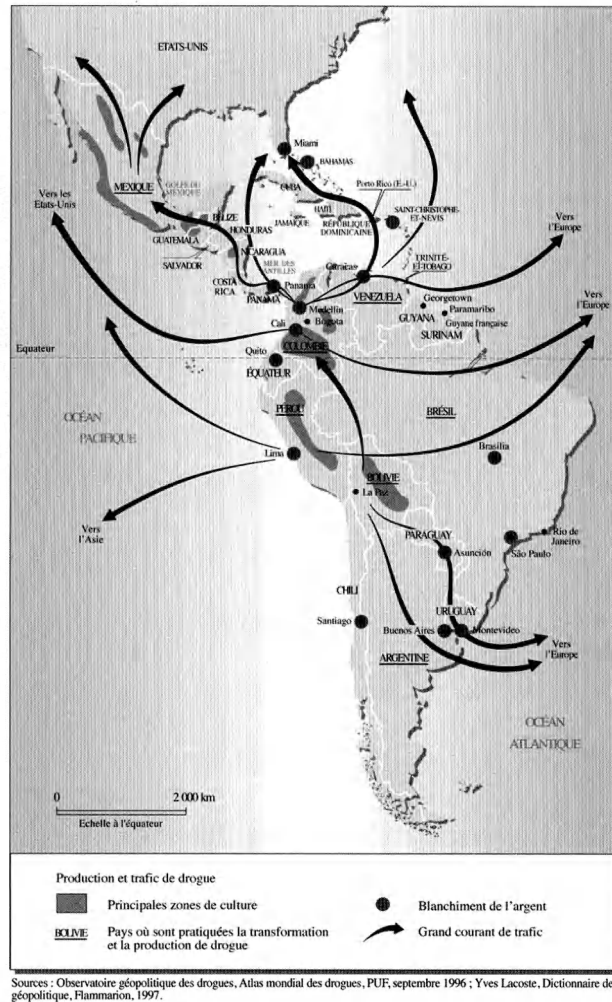 ETATS-UNIS
Miami
BAHAMAS
MEXIQUE
GOLFE DU
MEXIQUE
CUBA
Porto Rico (E.-U.)
Vers les
Etats-Unis
HAÏTI
SAINT-CHRISTOPHE-
ET-NEVIS
BELIZE
JAMAÏQUE
RÉPUBLIQUE
DOMINICAINE
Vers
l'Europe
HONDURAS
GUATEMALA
NICARAGUA
SALVADOR
MER DES
ANTILLES
Caracas
TRINITÉ-
ET-TOBAGO
COSTA
RICA
Panama
PANAMA
VENEZUELA
Vers
l'Europe
Medellin
Georgetown
Paramaribo
Cali
Bogota
GUYANA
Guyane française
SURINAM
COLOMBIE
Equateur
Quito
ÉQUATEUR
PÉROU
BRÉSIL
OCÉAN
PACIFIQUE
Brasilia
Lima
BOLIVIE
La Paz
Vers
l'Asie
PARAGUAY
Rio de
Janeiro
Asunción
São Paulo
CHILI
URUGUAY
Santiago
Buenos Aires
Montevideo
Vers
l'Europe
ARGENTINE
OCÉAN
ATLANTIQUE
0
2 000 km
Echelle à l'équateur
Production et trafic de drogue
Principales zones de culture
Blanchiment de l'argent
BOLIVIE
Pays où sont pratiquées la transformation
et la production de drogue
Grand courant de trafic
Sources : Observatoire géopolitique des drogues, Atlas mondial des drogues, PUF, septembre 1996 ; Yves Lacoste, Dictionnaire de
géopolitique, Flammarion, 1997.